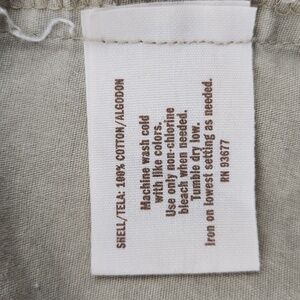 SHELL/TELA: 100% COTTON/ALGODON
Machine wash cold
with like colors.
Use only non-chlorine
bleach when needed.
Tumble dry low.
Iron on lowest setting as needed.
RN 93677